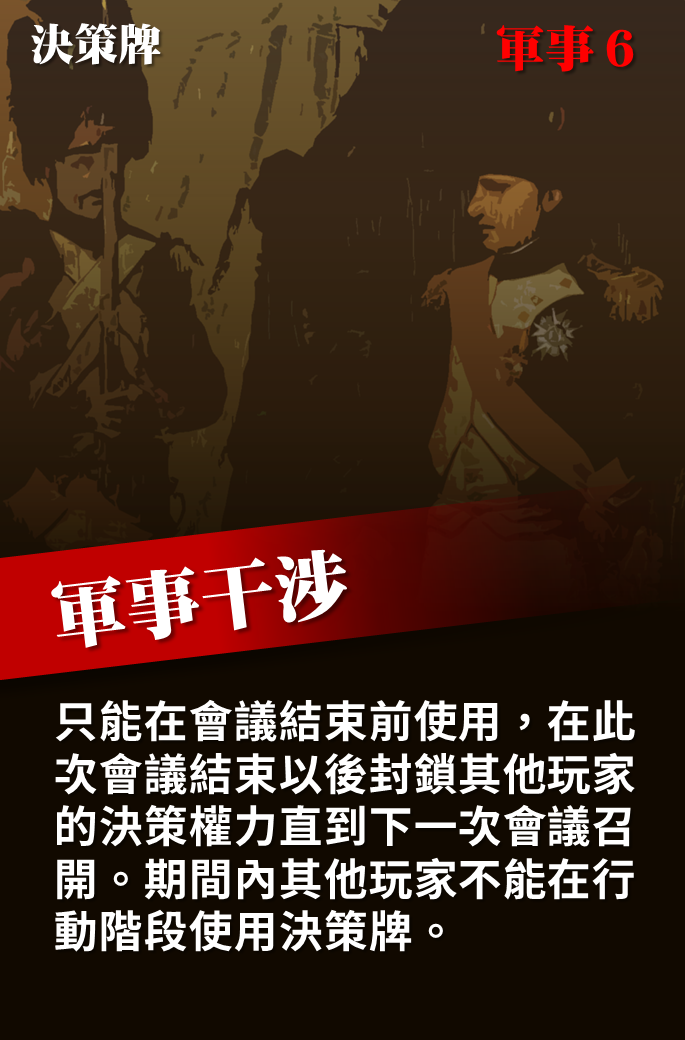 決策牌
軍事 6
軍事干涉
只能在會議結束前使用，在此
次會議結束以後封鎖其他玩家
的決策權力直到下一次會議召
開。期間內其他玩家不能在行
動階段使用決策牌。